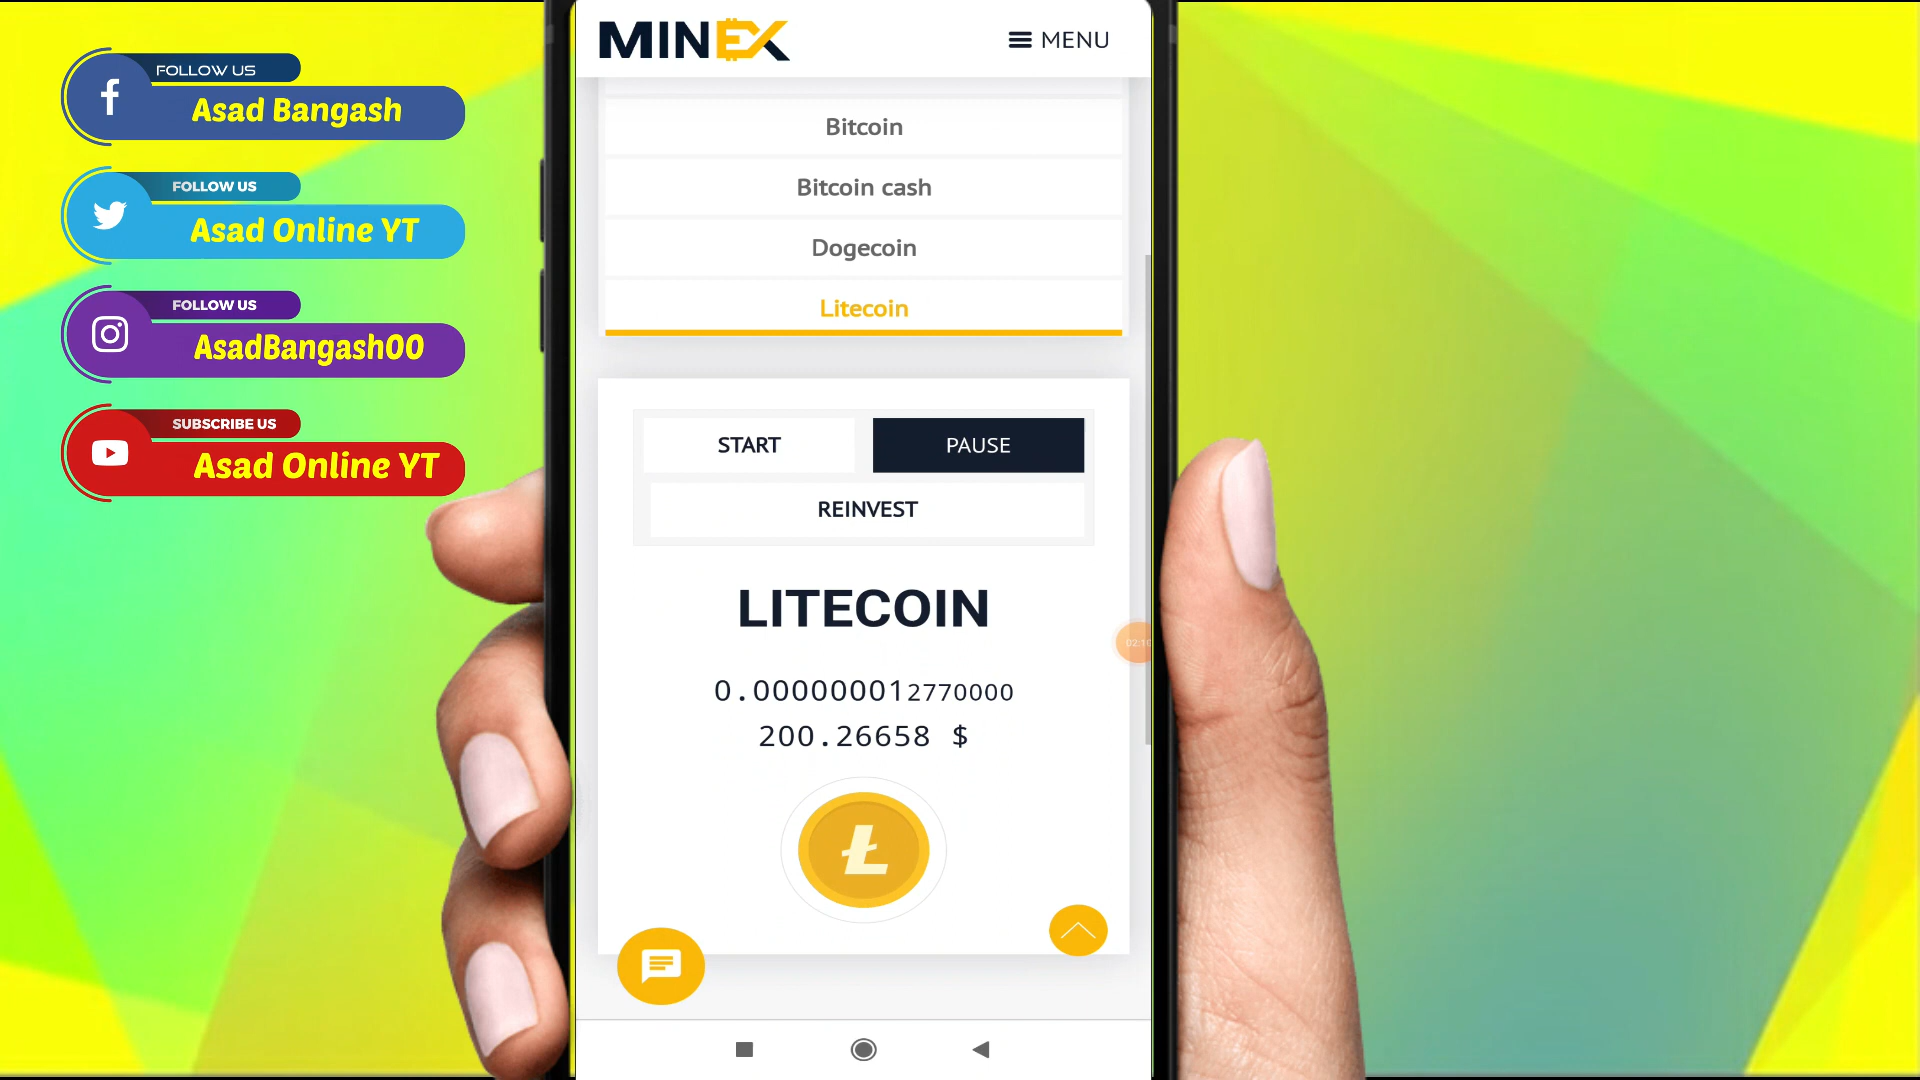 FOLLOW US
Asad Bangash
FOLLOW US
Asad Online YT
FOLLOW US
AsadBangash00
SUBSCRIBE US
Asad Online YT
MINEX
MENU
Bitcoin
Bitcoin cash
Dogecoin
Litecoin
START
PAUSE
REINVEST
LITECOIN
0.000000012770000
200.26658 $